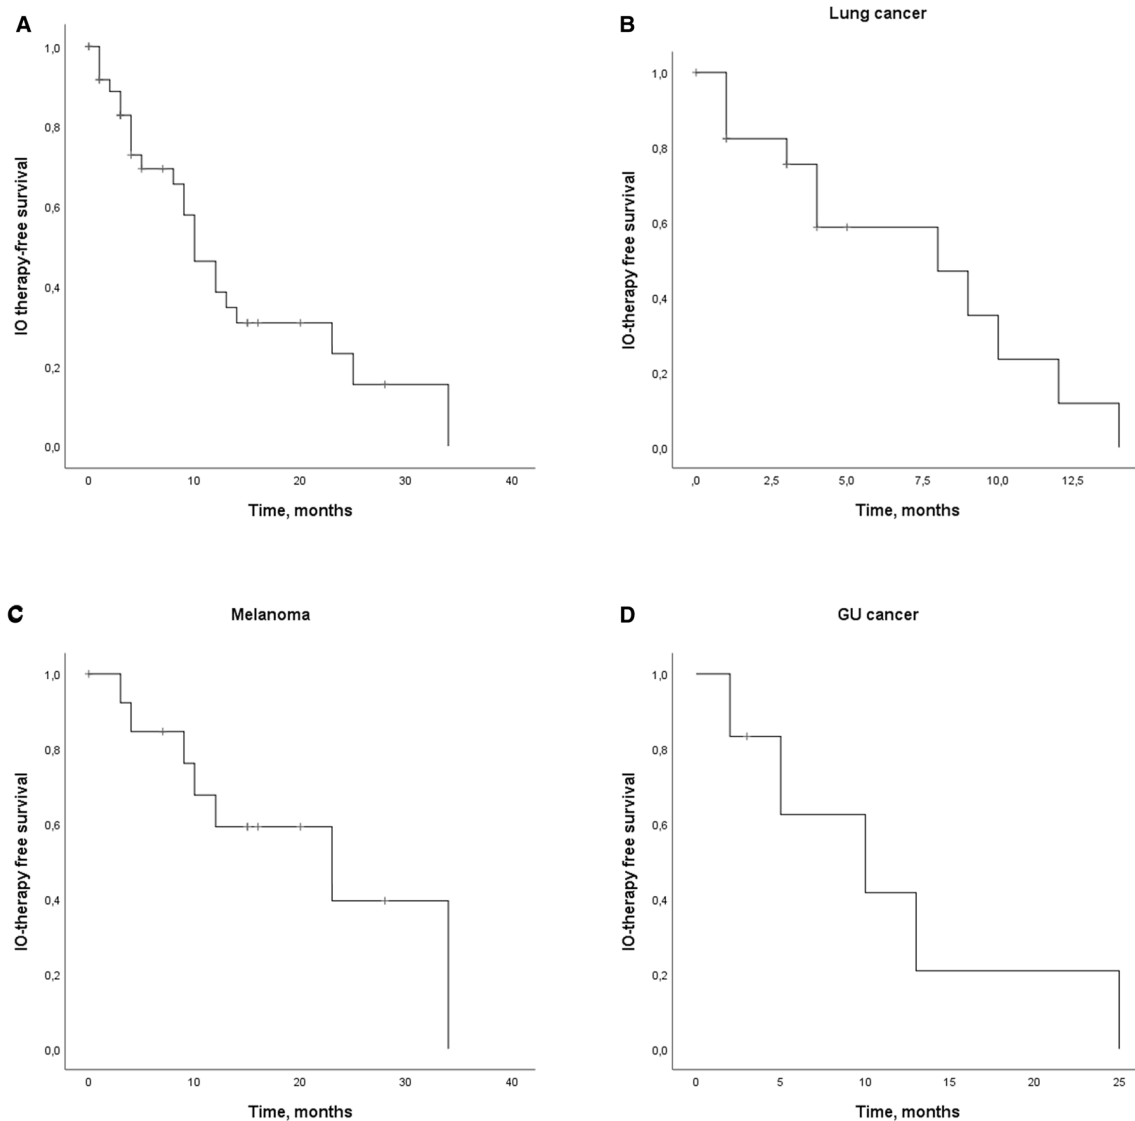 A
IO therapy-free survival
1,0
0,8
0,6
0,4
0,2
0,0
0 10 20 30 40
Time, months
B
Lung cancer
IO-therapy free survival
1,0
0,8
0,6
0,4
0,2
0,0
,0 2,5 5,0 7,5 10,0 12,5
Time, months
C
Melanoma
IO-therapy free survival
1,0
0,8
0,6
0,4
0,2
0,0
0 10 20 30 40
Time, months
D
GU cancer
IO-therapy free survival
1,0
0,8
0,6
0,4
0,2
0,0
0 5 10 15 20 25
Time, months